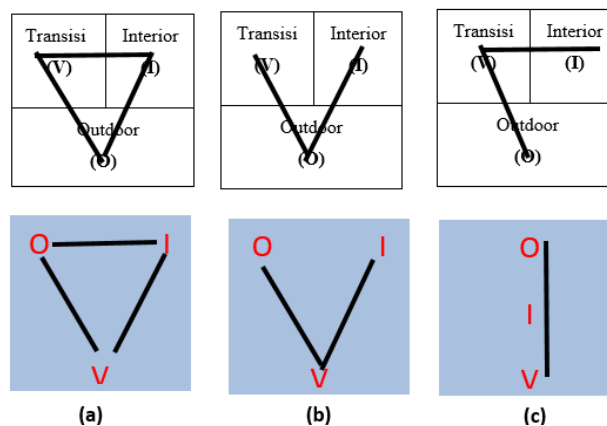 Transisi Interior
(V) (I)
Outdoor
(O)
Transisi Interior
(V) (I)
Outdoor
(O)
Transisi Interior
(V) (I)
Outdoor
(O)
O I
V
O I
V
O
I
V
(a) (b) (c)